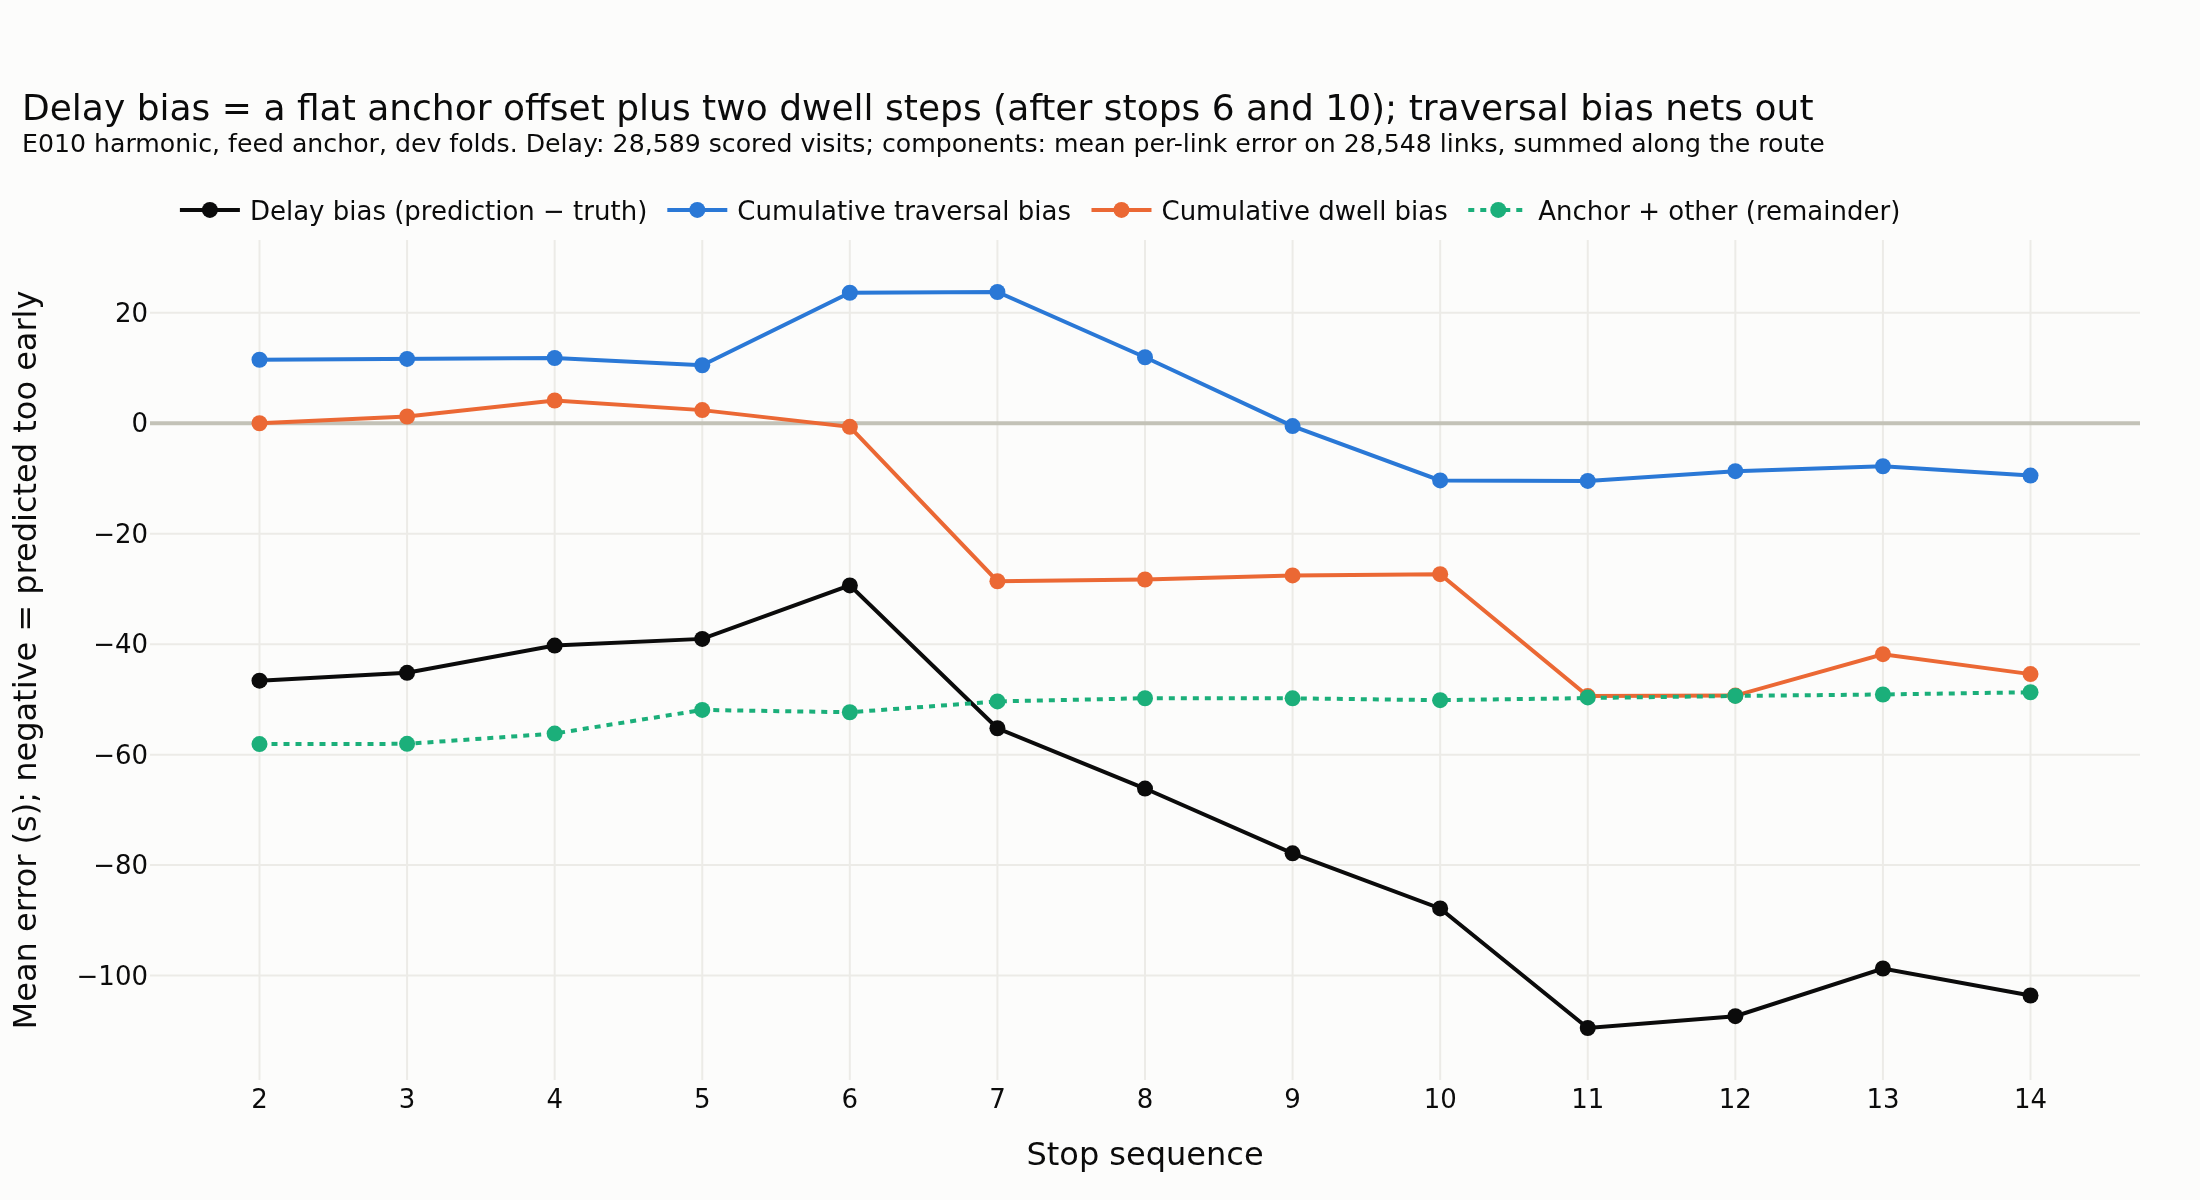 Delay bias = a flat anchor offset plus two dwell steps (after stops 6 and 10); traversal bias nets out
E010 harmonic, feed anchor, dev folds. Delay: 28,589 scored visits; components: mean per-link error on 28,548 links, summed along the route
Delay bias (prediction − truth)
Cumulative traversal bias
Cumulative dwell bias
Anchor + other (remainder)
Mean error (s); negative = predicted too early
20
0
−20
−40
−60
−80
−100
2
3
4
5
6
7
8
9
10
11
12
13
14
Stop sequence